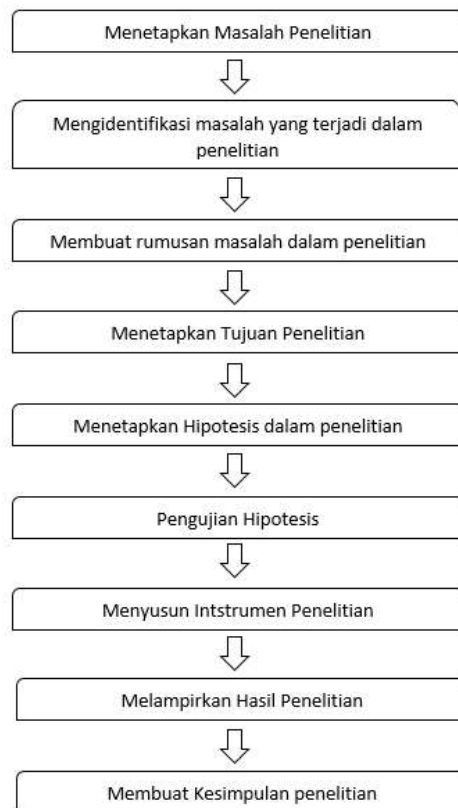 Menetapkan Masalah Penelitian
Mengidentifikasi masalah yang terjadi dalam
penelitian
Membuat rumusan masalah dalam penelitian
Menetapkan Tujuan Penelitian
Menetapkan Hipotesis dalam penelitian
Pengujian Hipotesis
Menyusun Intstrumen Penelitian
Melampirkan Hasil Penelitian
Membuat Kesimpulan penelitian